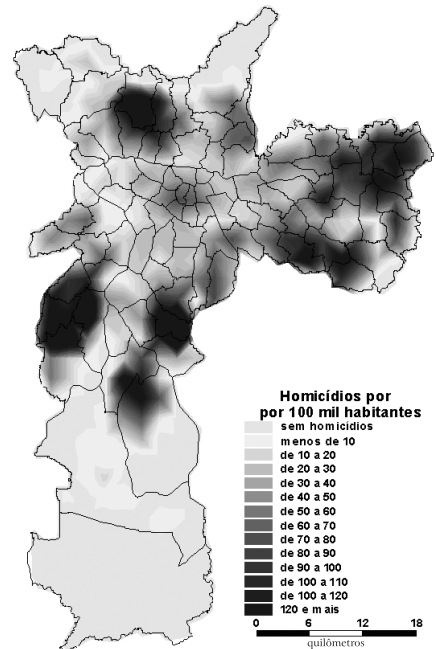 Homicídios por
por 100 mil habitantes
sem homicídios
menos de 10
de 10 a 20
de 20 a 30
de 30 a 40
de 40 a 50
de 50 a 60
de 60 a 70
de 70 a 80
de 80 a 90
de 90 a 100
de 100 a 110
de 100 a 120
120 e mais
0 6 12 18
quilômetros